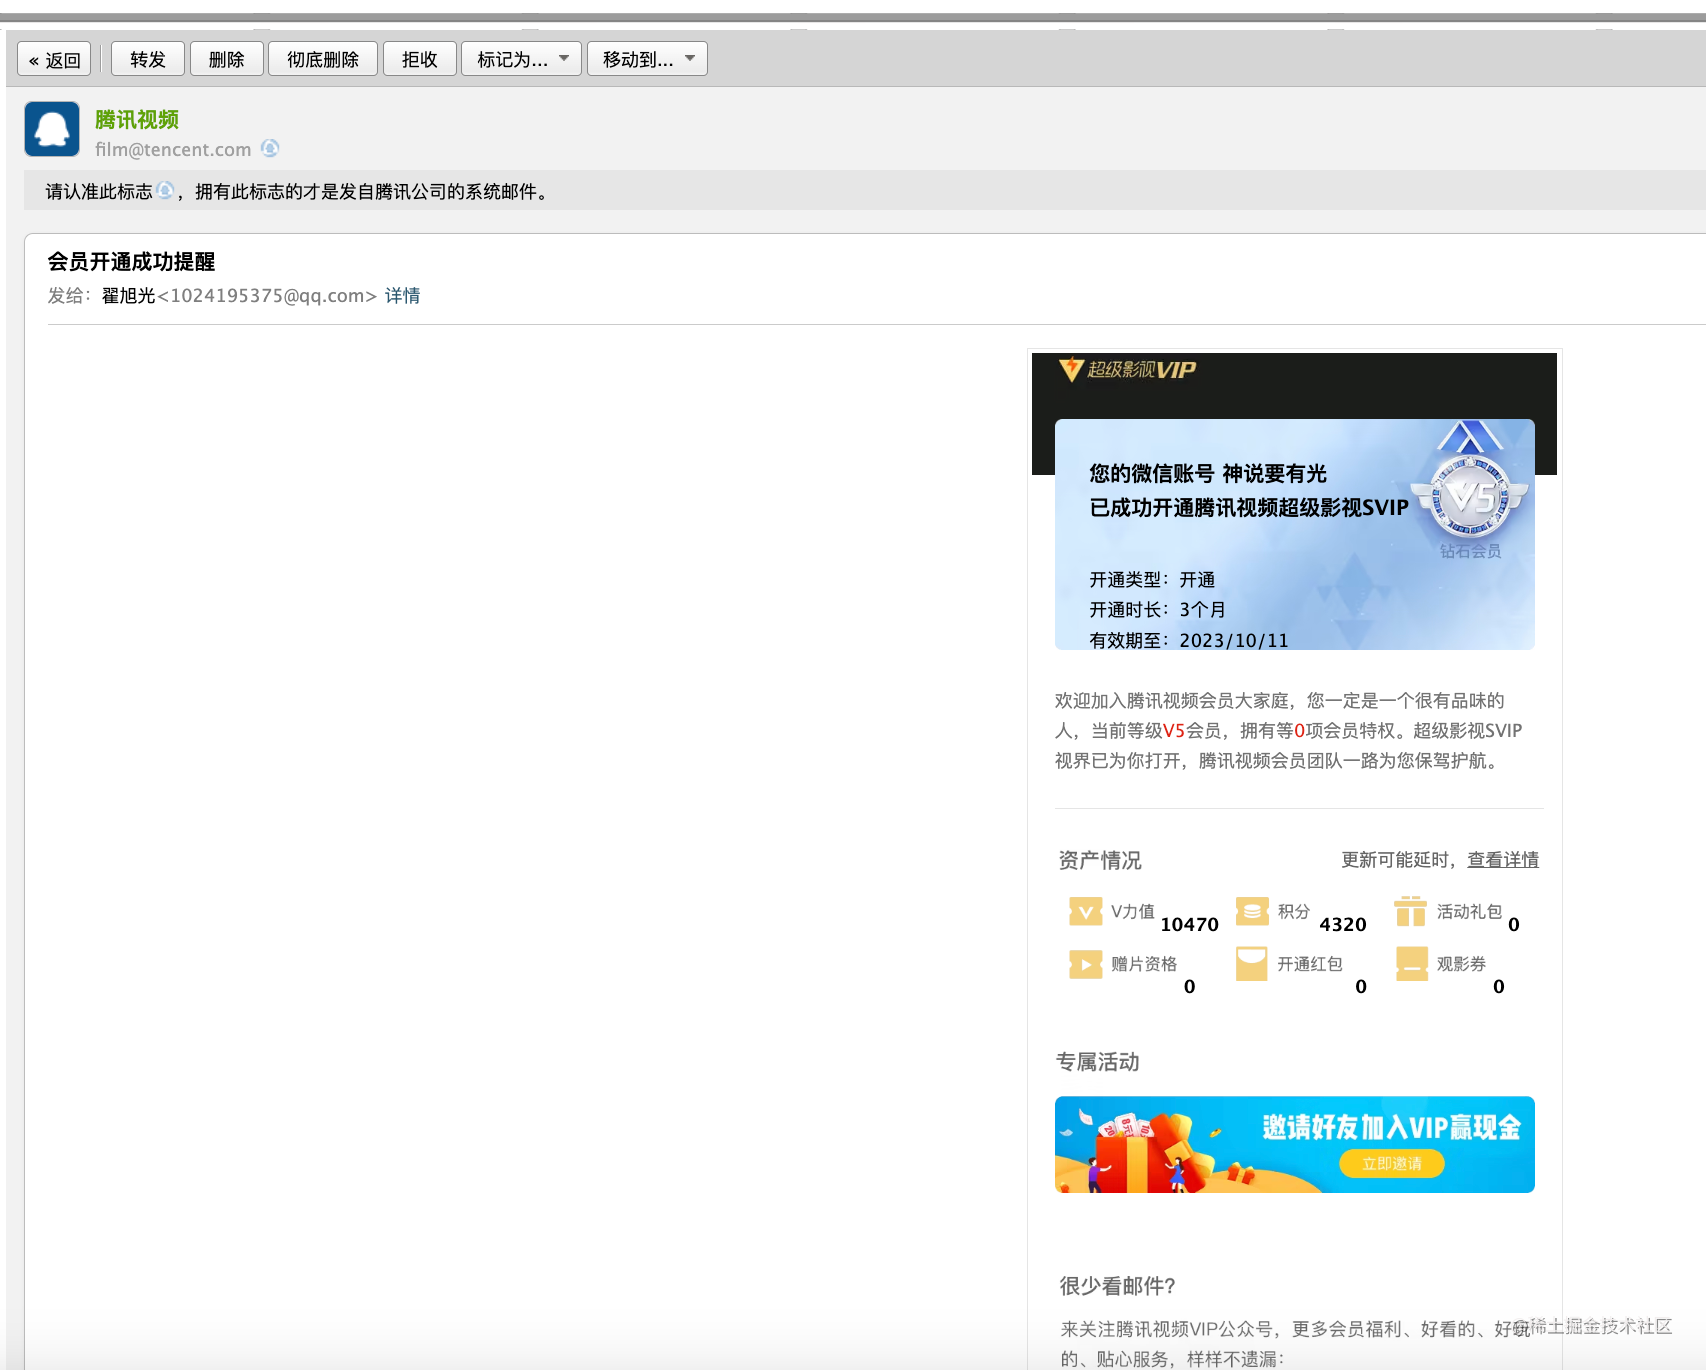 « 返回 转发 删除 彻底删除 拒收 标记为... 移动到...
腾讯视频
film@tencent.com
请认准此标志，拥有此标志的才是发自腾讯公司的系统邮件。
会员开通成功提醒
发给：翟旭光<1024195375@qq.com> 详情
超级影视VIP
您的微信账号 神说要有光
已成功开通腾讯视频超级影视SVIP
V5
钻石会员
开通类型：开通
开通时长：3个月
有效期至：2023/10/11
欢迎加入腾讯视频会员大家庭，您一定是一个很有品味的
人，当前等级V5会员，拥有等0项会员特权。超级影视SVIP
视界已为你打开，腾讯视频会员团队一路为您保驾护航。
资产情况 更新可能延时，查看详情
V力值 10470 积分 4320 活动礼包 0
赠片资格 0 开通红包 0 观影券 0
专属活动
邀请好友加入VIP赢现金
立即邀请
很少看邮件?
来关注腾讯视频VIP公众号，更多会员福利、好看的、好玩
的、贴心服务，样样不遗漏：
@稀土掘金技术社区